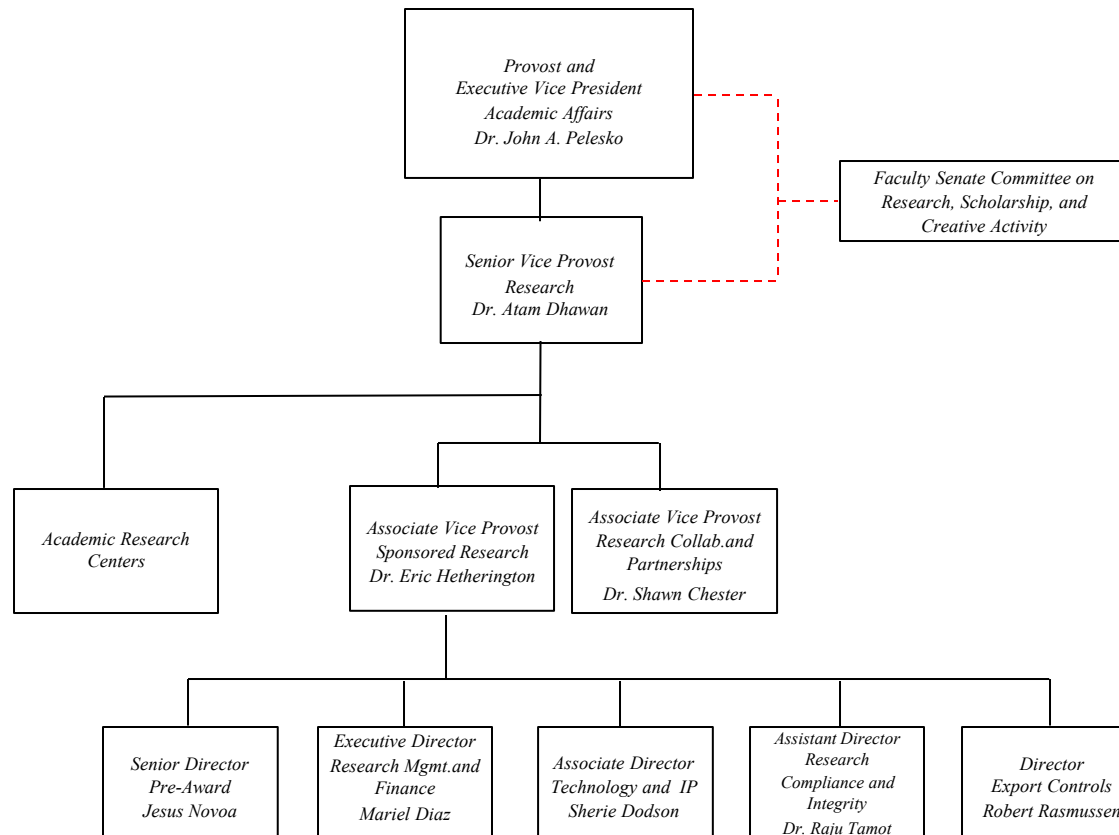 Provost and
Executive Vice President
Academic Affairs
Dr. John A. Pelesko
Faculty Senate Committee on
Research, Scholarship, and
Creative Activity
Senior Vice Provost
Research
Dr. Atam Dhawan
Academic Research
Centers
Associate Vice Provost
Sponsored Research
Dr. Eric Hetherington
Associate Vice Provost
Research Collab.and
Partnerships
Dr. Shawn Chester
Senior Director
Pre-Award
Jesus Novoa
Executive Director
Research Mgmt.and
Finance
Mariel Diaz
Associate Director
Technology and IP
Sherie Dodson
Assistant Director
Research
Compliance and
Integrity
Dr. Raju Tamot
Director
Export Controls
Robert Rasmussen